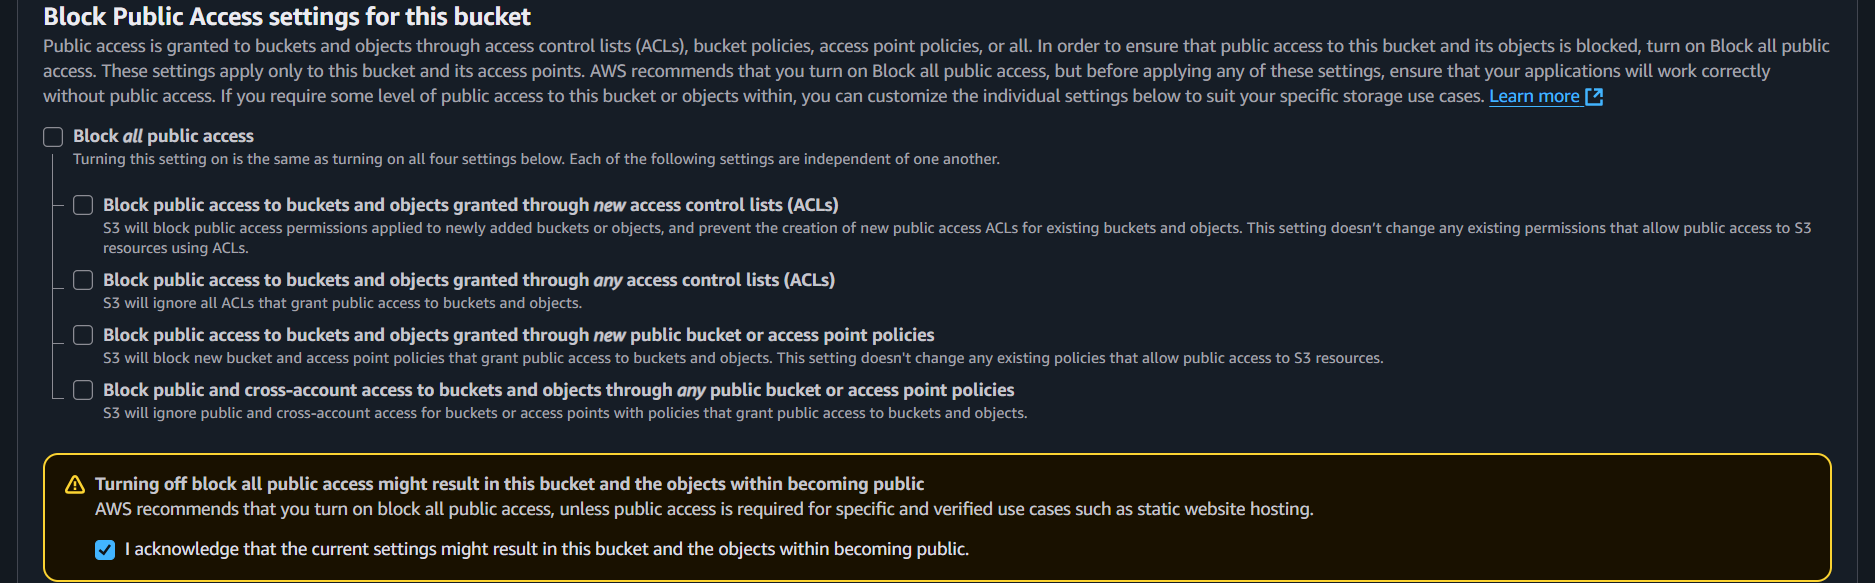 Block Public Access settings for this bucket
Public access is granted to buckets and objects through access control lists (ACLs), bucket policies, access point policies, or all. In order to ensure that public access to this bucket and its objects is blocked, turn on Block all public
access. These settings apply only to this bucket and its access points. AWS recommends that you turn on Block all public access, but before applying any of these settings, ensure that your applications will work correctly
without public access. If you require some level of public access to this bucket or objects within, you can customize the individual settings below to suit your specific storage use cases. Learn more
Block all public access
Turning this setting on is the same as turning on all four settings below. Each of the following settings are independent of one another.
Block public access to buckets and objects granted through new access control lists (ACLs)
S3 will block public access permissions applied to newly added buckets or objects, and prevent the creation of new public access ACLs for existing buckets and objects. This setting doesn’t change any existing permissions that allow public access to S3
resources using ACLs.
Block public access to buckets and objects granted through any access control lists (ACLs)
S3 will ignore all ACLs that grant public access to buckets and objects.
Block public access to buckets and objects granted through new public bucket or access point policies
S3 will block new bucket and access point policies that grant public access to buckets and objects. This setting doesn't change any existing policies that allow public access to S3 resources.
Block public and cross-account access to buckets and objects through any public bucket or access point policies
S3 will ignore public and cross-account access for buckets or access points with policies that grant public access to buckets and objects.
Turning off block all public access might result in this bucket and the objects within becoming public
AWS recommends that you turn on block all public access, unless public access is required for specific and verified use cases such as static website hosting.
I acknowledge that the current settings might result in this bucket and the objects within becoming public.